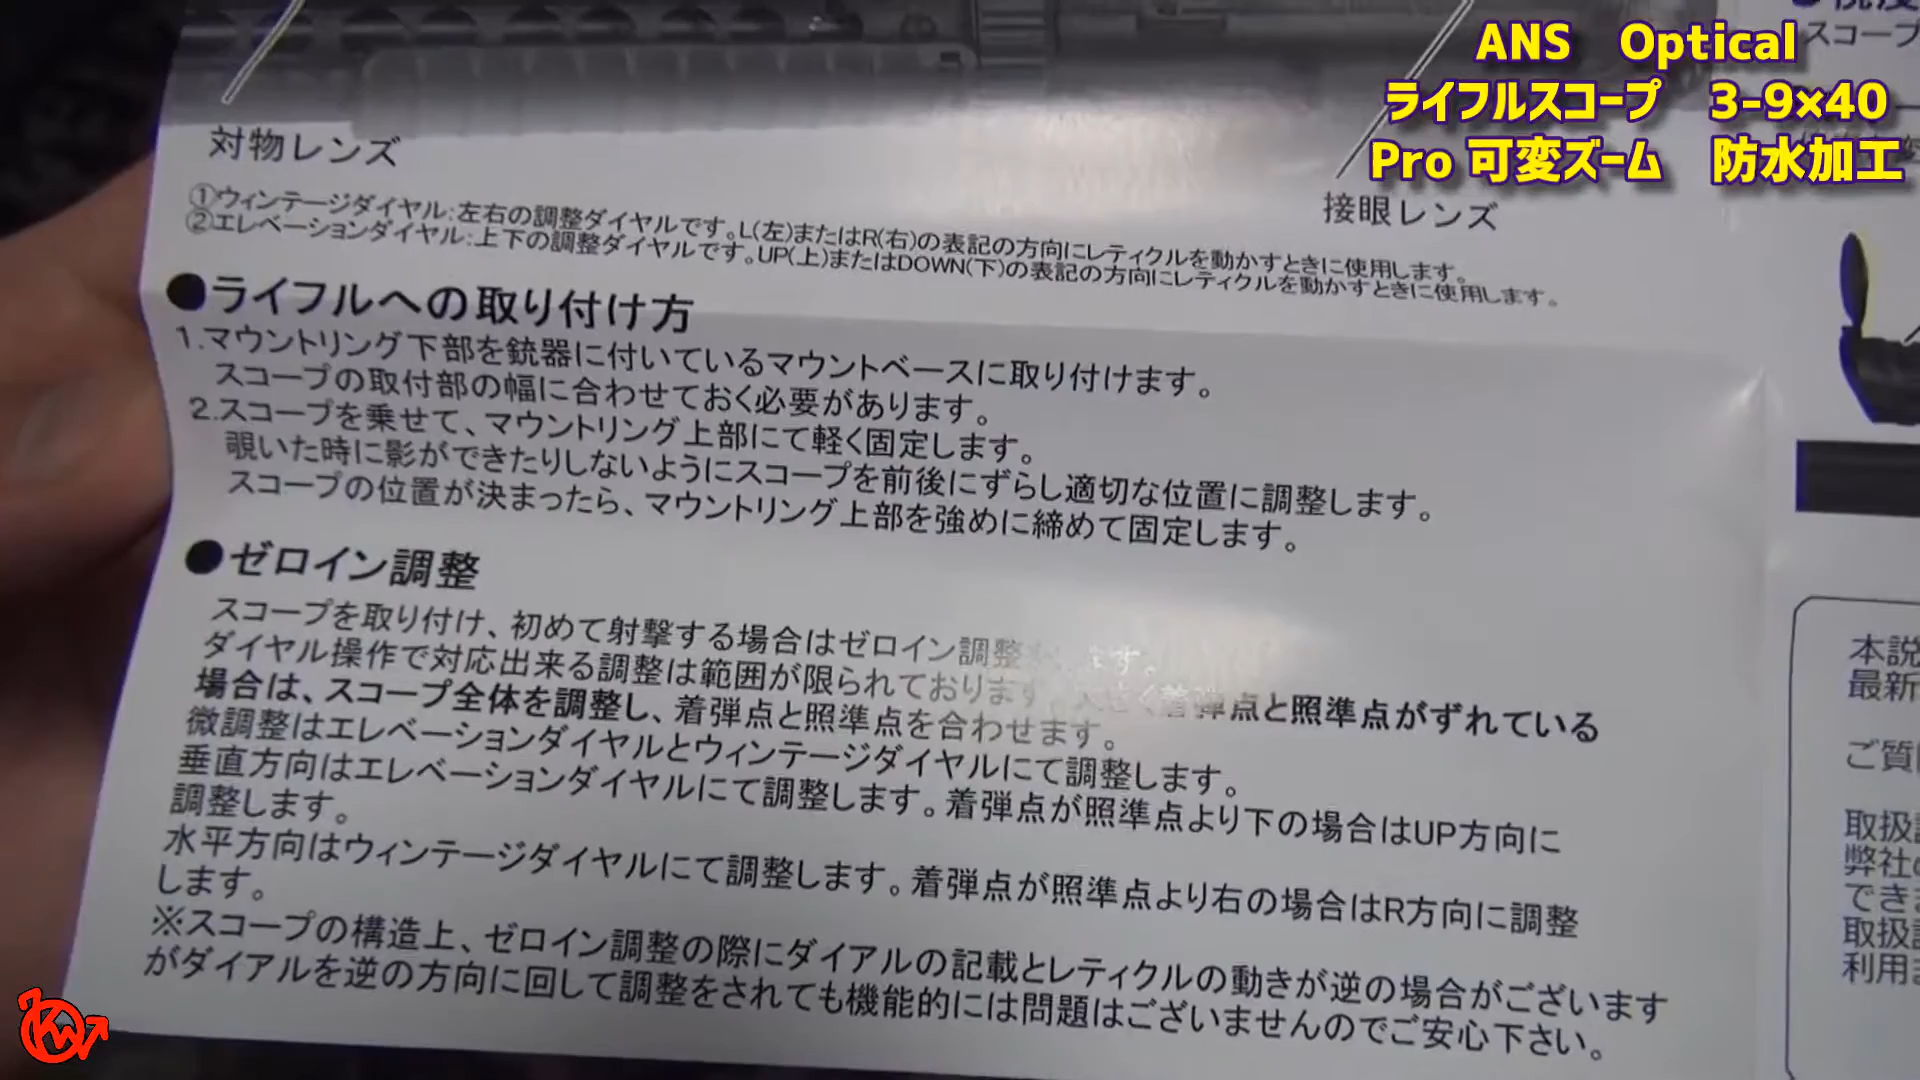 ANS Optical
ライフルスコープ 3-9×40
Pro 可変ズーム 防水加工
スコープ
対物レンズ
接眼レンズ
①ウィンテージダイヤル:左右の調整ダイヤルです。L(左)またはR(右)の表記の方向にレティクルを動かすときに使用します。
②エレベーションダイヤル:上下の調整ダイヤルです。UP(上)またはDOWN(下)の表記の方向にレティクルを動かすときに使用します。
●ライフルへの取り付け方
1.マウントリング下部を銃器に付いているマウントベースに取り付けます。
スコープの取付部の幅に合わせておく必要があります。
2.スコープを乗せて、マウントリング上部にて軽く固定します。
覗いた時に影ができたりしないようにスコープを前後にずらし適切な位置に調整します。
スコープの位置が決まったら、マウントリング上部を強めに締めて固定します。
●ゼロイン調整
スコープを取り付け、初めて射撃する場合はゼロイン調整
ダイヤル操作で対応出来る調整は範囲が限られております 着弾点と照準点がずれている
場合は、スコープ全体を調整し、着弾点と照準点を合わせます。
微調整はエレベーションダイヤルとウィンテージダイヤルにて調整します。
垂直方向はエレベーションダイヤルにて調整します。着弾点が照準点より下の場合はUP方向に
調整します。
水平方向はウィンテージダイヤルにて調整します。着弾点が照準点より右の場合はR方向に調整
します。
※スコープの構造上、ゼロイン調整の際にダイアルの記載とレティクルの動きが逆の場合がございます
がダイアルを逆の方向に回して調整をされても機能的には問題はございませんのでご安心下さい。
本説
最新
ご質
取扱
弊社
でき
取扱
利用
KW